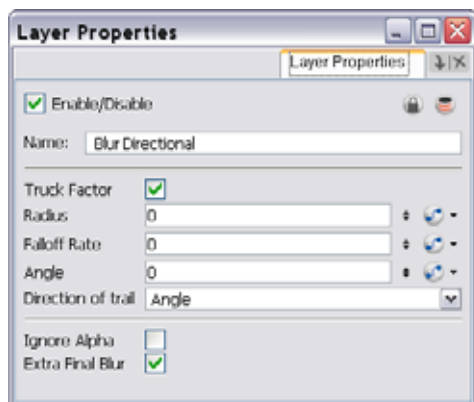 Layer Properties
Layer Properties
Enable/Disable
Name: Blur Directional
Truck Factor
Radius 0
Falloff Rate 0
Angle 0
Direction of trail Angle
Ignore Alpha
Extra Final Blur